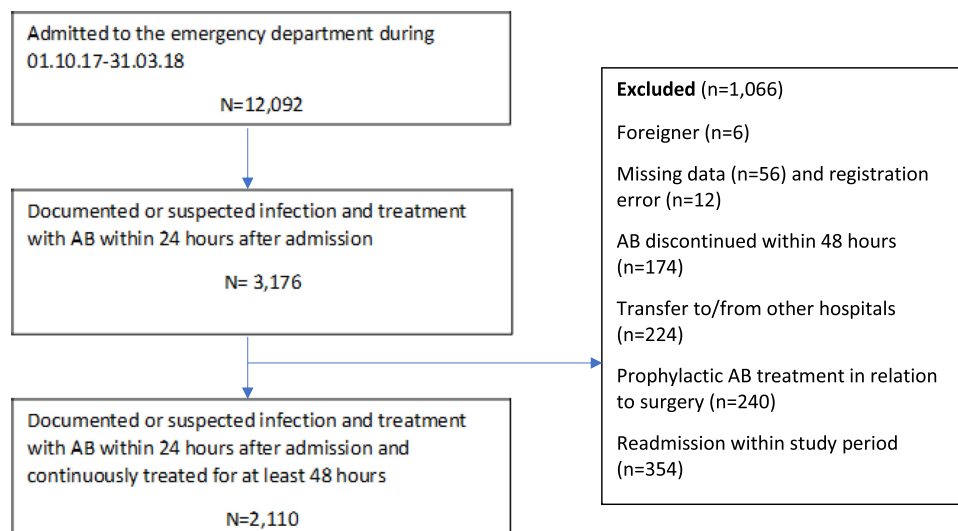 Admitted to the emergency department during
01.10.17-31.03.18
N=12,092
Documented or suspected infection and treatment
with AB within 24 hours after admission
N= 3,176
Excluded (n=1,066)
Foreigner (n=6)
Missing data (n=56) and registration
error (n=12)
AB discontinued within 48 hours
(n=174)
Transfer to/from other hospitals
(n=224)
Prophylactic AB treatment in relation
to surgery (n=240)
Readmission within study period
(n=354)
Documented or suspected infection and treatment
with AB within 24 hours after admission and
continuously treated for at least 48 hours
N=2,110